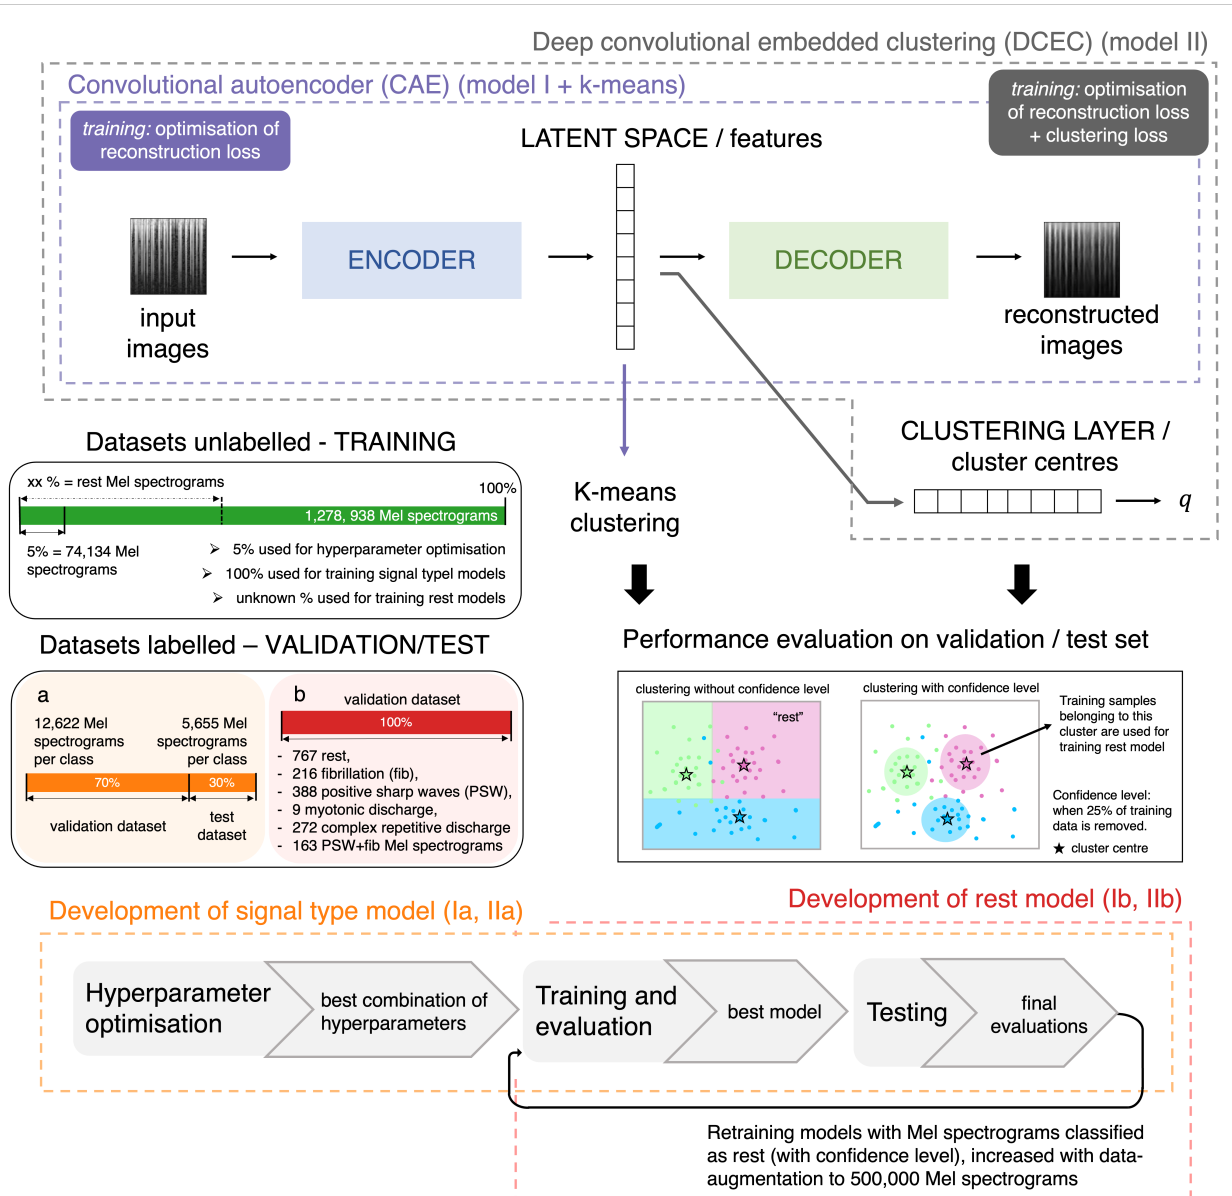 Deep convolutional embedded clustering (DCEC) (model II)
Convolutional autoencoder (CAE) (model I + k-means)
training: optimisation of
reconstruction loss
training: optimisation
of reconstruction loss
+ clustering loss
LATENT SPACE / features
ENCODER
DECODER
input
images
reconstructed
images
K-means
clustering
CLUSTERING LAYER /
cluster centres
q
Datasets unlabelled - TRAINING
xx % = rest Mel spectrograms
100%
1,278, 938 Mel spectrograms
5% = 74,134 Mel
spectrograms
➢ 5% used for hyperparameter optimisation
➢ 100% used for training signal typel models
➢ unknown % used for training rest models
Datasets labelled – VALIDATION/TEST
a
12,622 Mel
spectrograms
per class
5,655 Mel
spectrograms
per class
70%
30%
validation dataset
test
dataset
b
validation dataset
100%
- 767 rest,
- 216 fibrillation (fib),
- 388 positive sharp waves (PSW),
- 9 myotonic discharge,
- 272 complex repetitive discharge
- 163 PSW+fib Mel spectrograms
Performance evaluation on validation / test set
clustering without confidence level
"rest"
clustering with confidence level
Training samples
belonging to this
cluster are used for
training rest model
Confidence level:
when 25% of training
data is removed.
★ cluster centre
Development of signal type model (Ia, IIa)
Development of rest model (Ib, IIb)
Hyperparameter
optimisation
best combination of
hyperparameters
Training and
evaluation
best model
Testing
final
evaluations
Retraining models with Mel spectrograms classified
as rest (with confidence level), increased with data-
augmentation to 500,000 Mel spectrograms